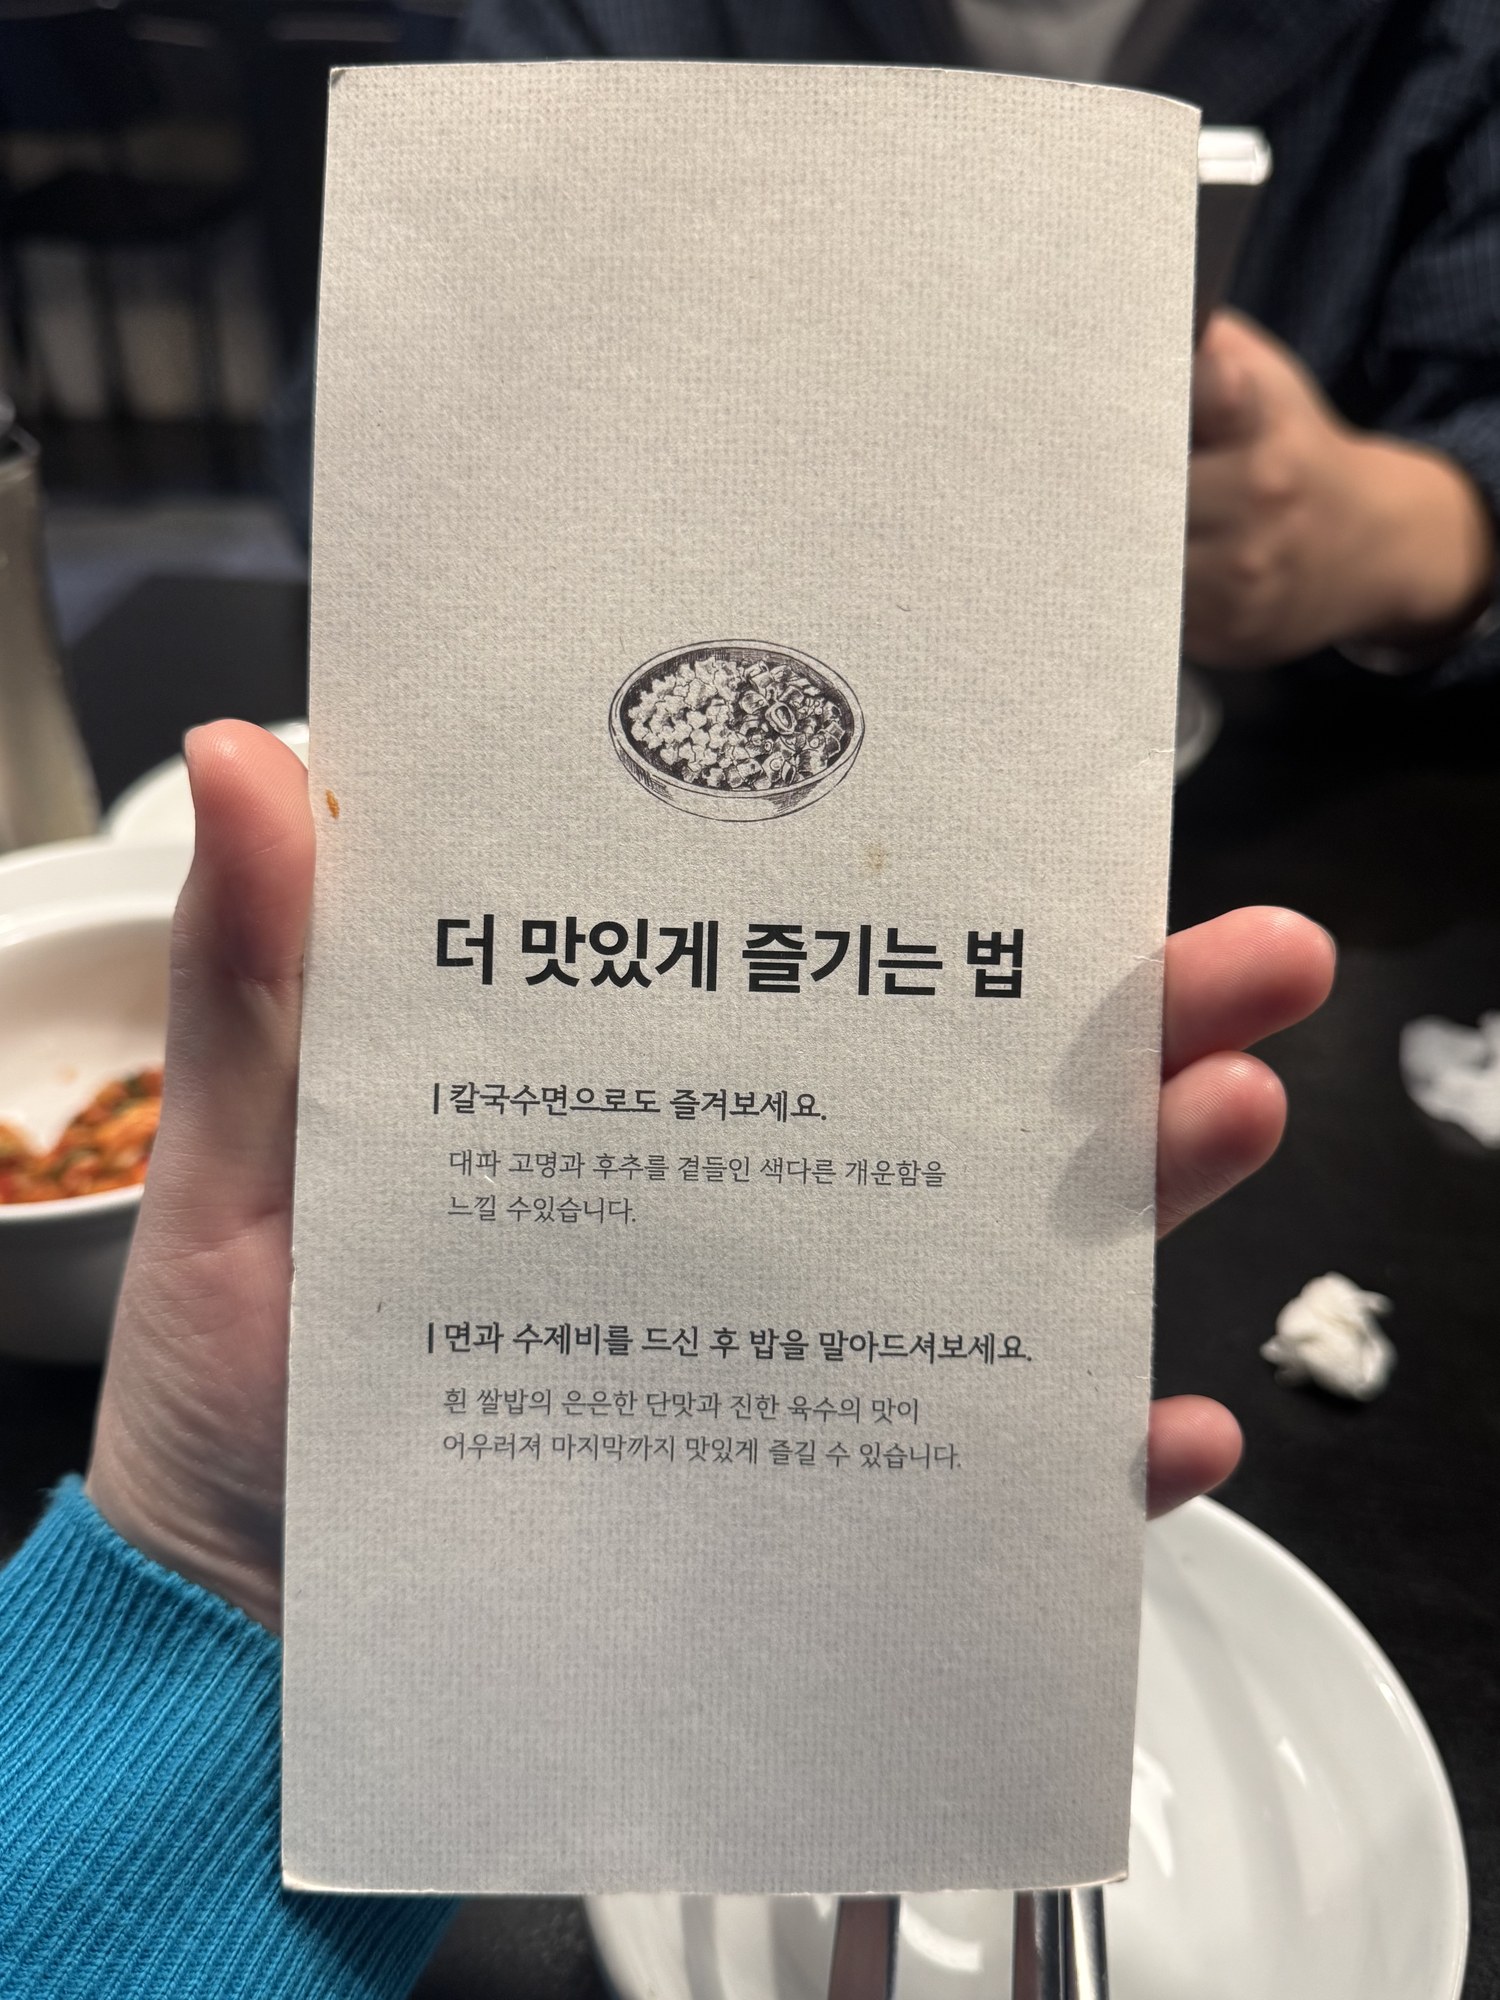 더 맛있게 즐기는 법
| 칼국수면으로도 즐겨보세요.
대파 고명과 후추를 곁들인 색다른 개운함을
느낄 수있습니다.
| 면과 수제비를 드신 후 밥을 말아드셔보세요.
흰 쌀밥의 은은한 단맛과 진한 육수의 맛이
어우러져 마지막까지 맛있게 즐길 수 있습니다.